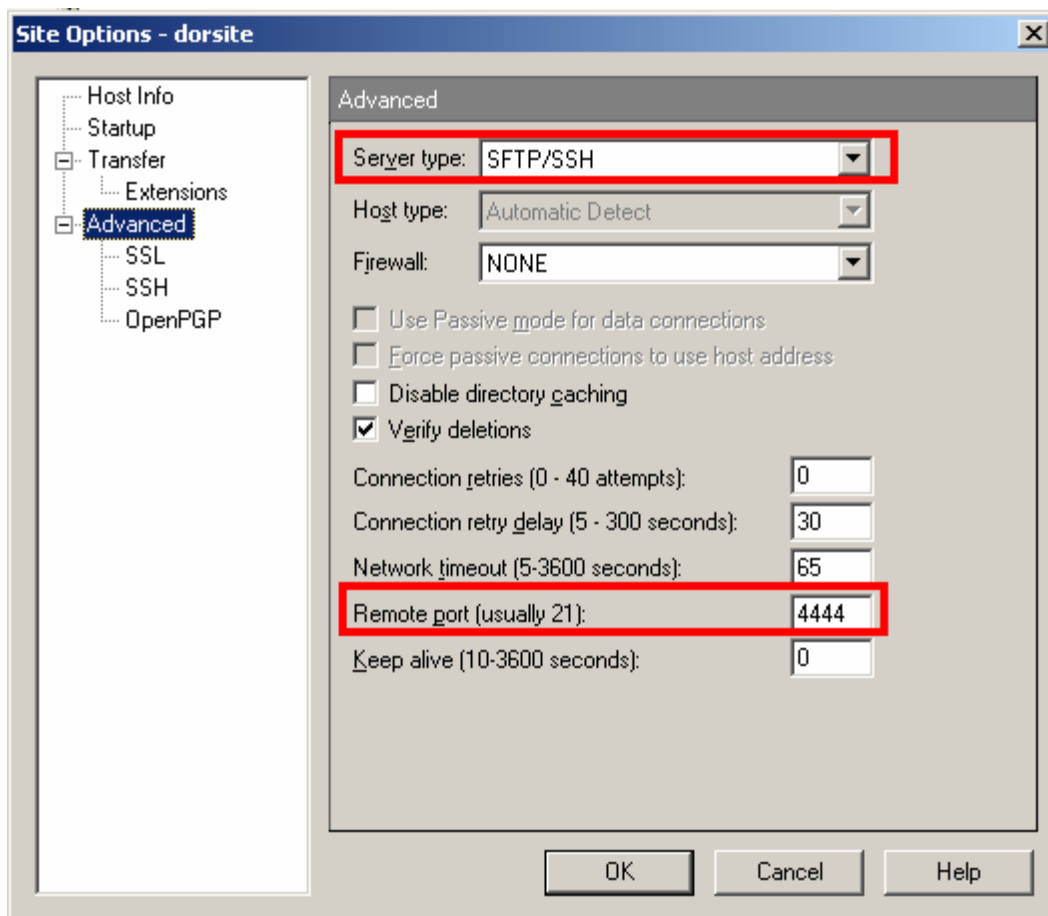 Site Options - dorsite
Host Info
Startup
Transfer
Extensions
Advanced
SSL
SSH
OpenPGP
Advanced
Server type: SFTP/SSH
Host type: Automatic Detect
Firewall: NONE
Use Passive mode for data connections
Force passive connections to use host address
Disable directory caching
Verify deletions
Connection retries (0 - 40 attempts): 0
Connection retry delay (5 - 300 seconds): 30
Network timeout (5-3600 seconds): 65
Remote port (usually 21): 4444
Keep alive (10-3600 seconds): 0
OK Cancel Help